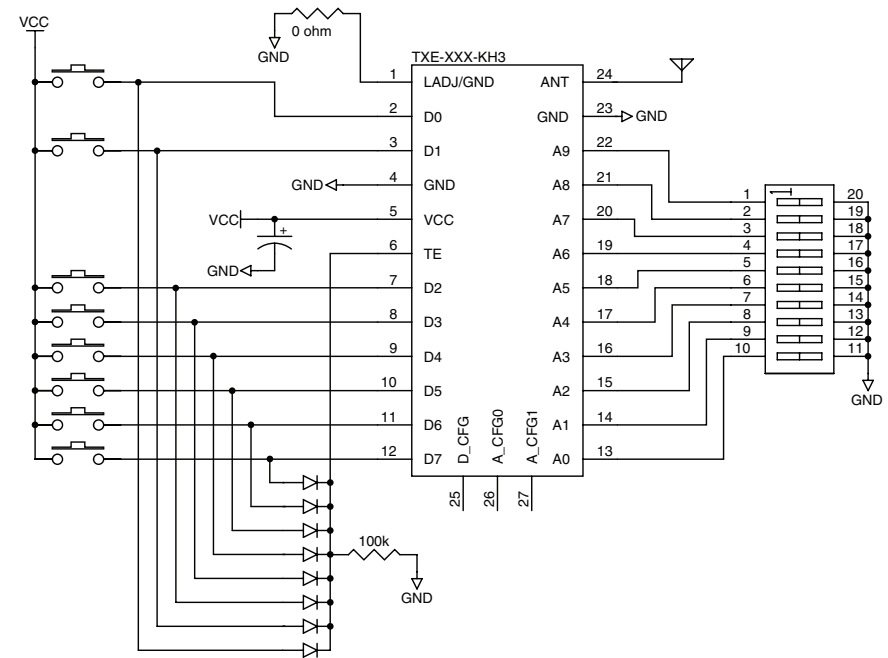 VCC
0 ohm
GND
TXE-XXX-KH3
1 LADJ/GND ANT 24
2 D0 GND 23 GND
3 D1 A9 22
GND 4 GND A8 21
VCC 5 VCC A7 20
+
GND
6 TE A6 19
7 D2 A5 18
8 D3 A4 17
9 D4 A3 16
10 D5 A2 15
11 D6 A1 14
12 D7 A0 13
D_CFG A_CFG0 A_CFG1
25 26 27
1 1 20
2 19
3 18
4 17
5 16
6 15
7 14
8 13
9 12
10 11
GND
100k
GND